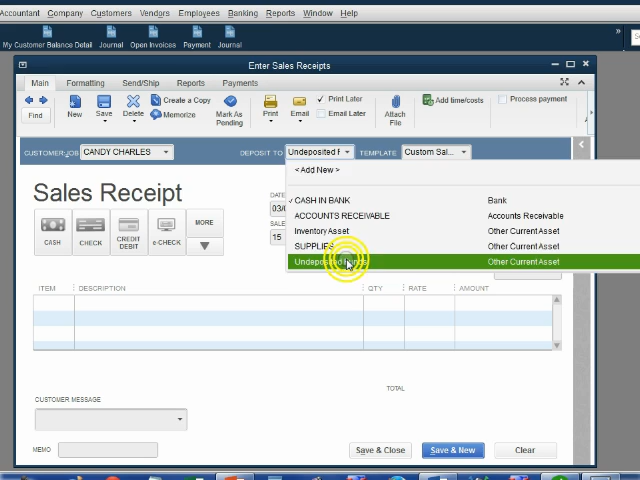 Accountant Company Customers Vendors Employees Banking Reports Window Help
My Customer Balance Detail Journal Open Invoices Payment Journal
»
Enter Sales Receipts
Main Formatting Send/Ship Reports Payments
Find New Save Delete Create a Copy Memorize Mark As Pending Print Email Print Later Email Later Attach File Add time/costs Process payment
CUSTOMER:JOB CANDY CHARLES DEPOSIT TO Undeposited F TEMPLATE Custom Sal...
< Add New >
Sales Receipt
✓ CASH IN BANK Bank
ACCOUNTS RECEIVABLE Accounts Receivable
Inventory Asset Other Current Asset
SUPPLIES Other Current Asset
Undeposited Funds Other Current Asset
DATE
03/0
SALE
15
CASH CHECK CREDIT DEBIT e-CHECK MORE
ITEM DESCRIPTION QTY RATE AMOUNT
TOTAL
CUSTOMER MESSAGE
MEMO
Save & Close Save & New Clear